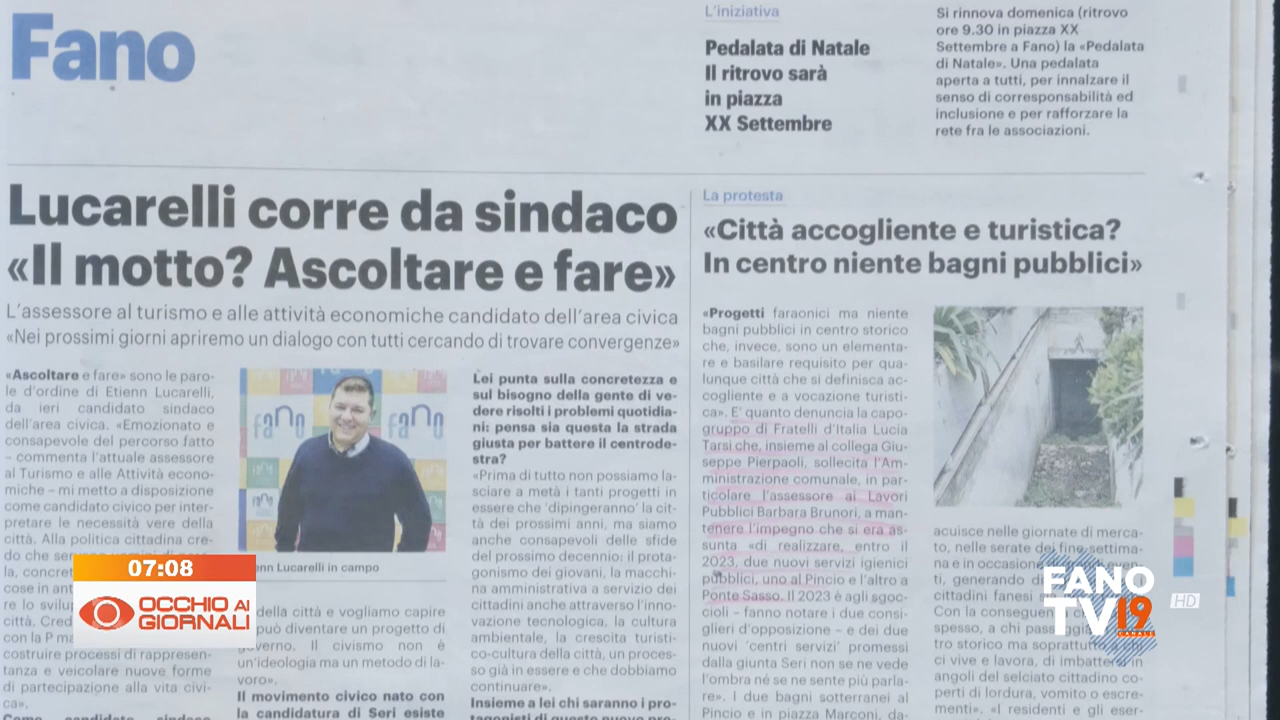 Fano
L'iniziativa
Pedalata di Natale
Il ritrovo sarà
in piazza
XX Settembre
Si rinnova domenica (ritrovo
ore 9.30 in piazza XX
Settembre a Fano) la «Pedalata
di Natale». Una pedalata
aperta a tutti, per innalzare il
senso di corresponsabilità ed
inclusione e per rafforzare la
rete fra le associazioni.
Lucarelli corre da sindaco
«Il motto? Ascoltare e fare»
L'assessore al turismo e alle attività economiche candidato dell'area civica
«Nei prossimi giorni apriremo un dialogo con tutti cercando di trovare convergenze»
«Ascoltare e fare» sono le paro-
le d'ordine di Etienn Lucarelli,
da ieri candidato sindaco
dell'area civica. «Emozionato e
consapevole del percorso fatto
– commenta l'attuale assessore
al Turismo e alle Attività econo-
miche – mi metto a disposizione
come candidato civico per inter-
pretare le necessità vere della
città. Alla politica cittadina cre-
do che
la, concret
cose in ant
re lo svilu
città. Cred
con la P ma
costruire processi di rappresen-
tanza e veicolare nuove forme
di partecipazione alla vita civi-
ca».
Come candidato sindaco
fano
fano
fano
enn Lucarelli in campo
della città e vogliamo capire
può diventare un progetto di
governo. Il civismo non è
un'ideologia ma un metodo di la-
voro».
Il movimento civico nato con
la candidatura di Seri esiste
Lei punta sulla concretezza e
sul bisogno della gente di ve-
dere risolti i problemi quotidia-
ni: pensa sia questa la strada
giusta per battere il centrode-
stra?
«Prima di tutto non possiamo la-
sciare a metà i tanti progetti in
essere che 'dipingeranno' la cit-
tà dei prossimi anni, ma siamo
anche consapevoli delle sfide
del prossimo decennio: il prota-
gonismo dei giovani, la macchi-
na amministrativa a servizio dei
cittadini anche attraverso l'inno-
vazione tecnologica, la cultura
ambientale, la crescita turisti-
co-cultura della città, un proces-
so già in essere e che dobbiamo
continuare».
Insieme a lei chi saranno i pro-
tagonisti di questo nuovo pro-
La protesta
«Città accogliente e turistica?
In centro niente bagni pubblici»
«Progetti faraonici ma niente
bagni pubblici in centro storico
che, invece, sono un elementa-
re e basilare requisito per qua-
lunque città che si definisca ac-
cogliente e a vocazione turisti-
ca». E' quanto denuncia la capo-
gruppo di Fratelli d'Italia Lucia
Tarsi che, insieme al collega Giu-
seppe Pierpaoli, sollecita l'Am-
ministrazione comunale, in par-
ticolare l'assessore ai Lavori
Pubblici Barbara Brunori, a man-
tenere l'impegno che si era as-
sunta «di realizzare, entro il
2023, due nuovi servizi igienici
pubblici, uno al Pincio e l'altro a
Ponte Sasso. Il 2023 è agli sgoc-
cioli – fanno notare i due consi-
glieri d'opposizione – e dei due
nuovi 'centri servizi' promessi
dalla giunta Seri non se ne vede
l'ombra né se ne sente più parla-
re». I due bagni sotterranei al
Pincio e in piazza Marconi, da-
acuisce nelle giornate di merca-
to, nelle serate dei fine settima-
na e in occasione
ti, generando di
cittadini fanesi
Con la conseguen
spesso, a chi passeggia
tro storico ma soprattutt
ci vive e lavora, di imbattersi in
angoli del selciato cittadino co-
perti di lordura, vomito o escre-
menti». «I residenti e gli eser-
07:08
OCCHIO AI
GIORNALI
FANO
TV 19
CANALE
HD